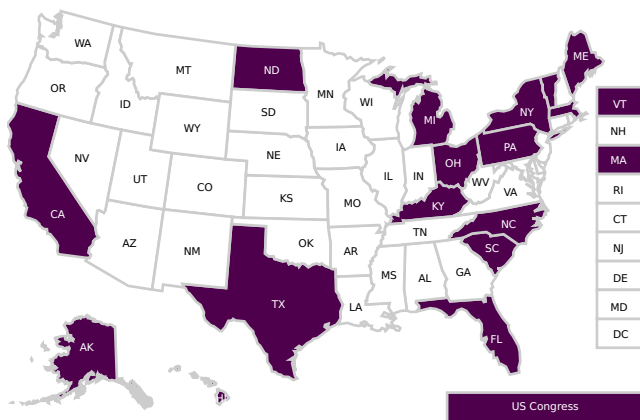 WA
ME
MT
ND
OR
MN
VT
ID
WI
SD
NY
MI
WY
NH
IA
PA
NE
MA
NV
OH
IL
IN
UT
WV
RI
CO
VA
KS
MO
KY
CA
CT
NC
TN
AZ
OK
NM
AR
SC
NJ
GA
MS
AL
DE
TX
LA
MD
FL
DC
AK
US Congress